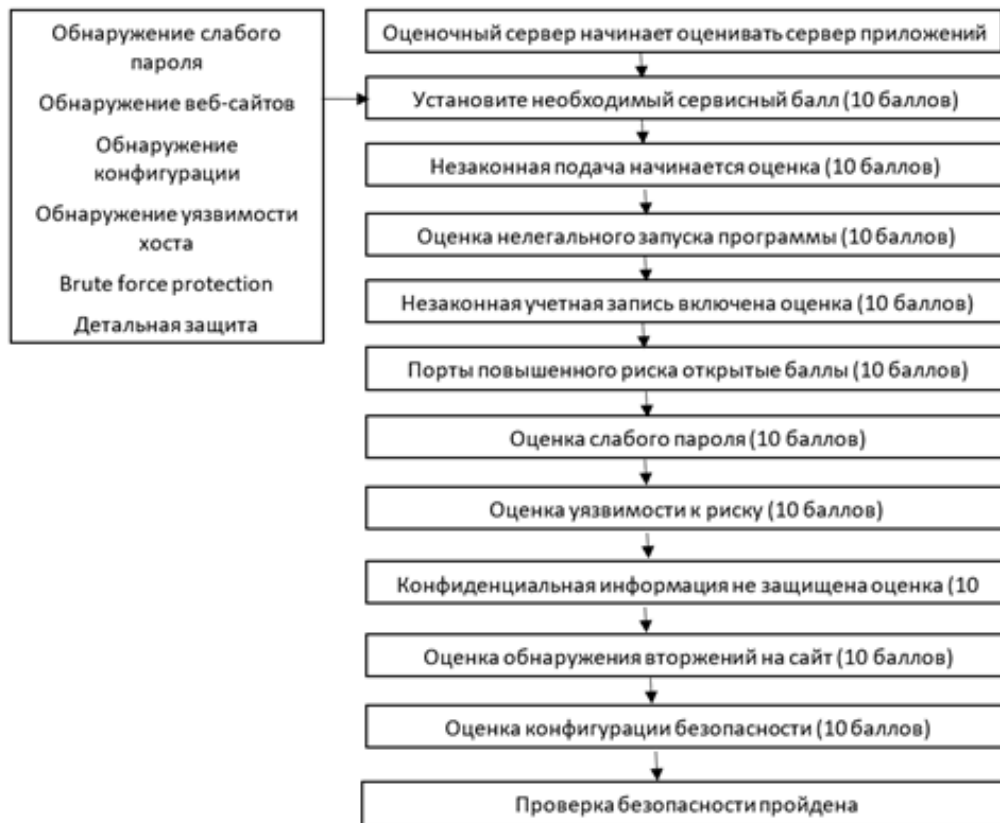 Обнаружение слабого
пароля
Обнаружение веб-сайтов
Обнаружение
конфигурации
Обнаружение уязвимости
хоста
Brute force protection
Детальная защита
Оценочный сервер начинает оценивать сервер приложений
Установите необходимый сервисный балл (10 баллов)
Незаконная подача начинается оценка (10 баллов)
Оценка нелегального запуска программы (10 баллов)
Незаконная учетная запись включена оценка (10 баллов)
Порты повышенного риска открытые баллы (10 баллов)
Оценка слабого пароля (10 баллов)
Оценка уязвимости к риску (10 баллов)
Конфиденциальная информация не защищена оценка (10
Оценка обнаружения вторжений на сайт (10 баллов)
Оценка конфигурации безопасности (10 баллов)
Проверка безопасности пройдена